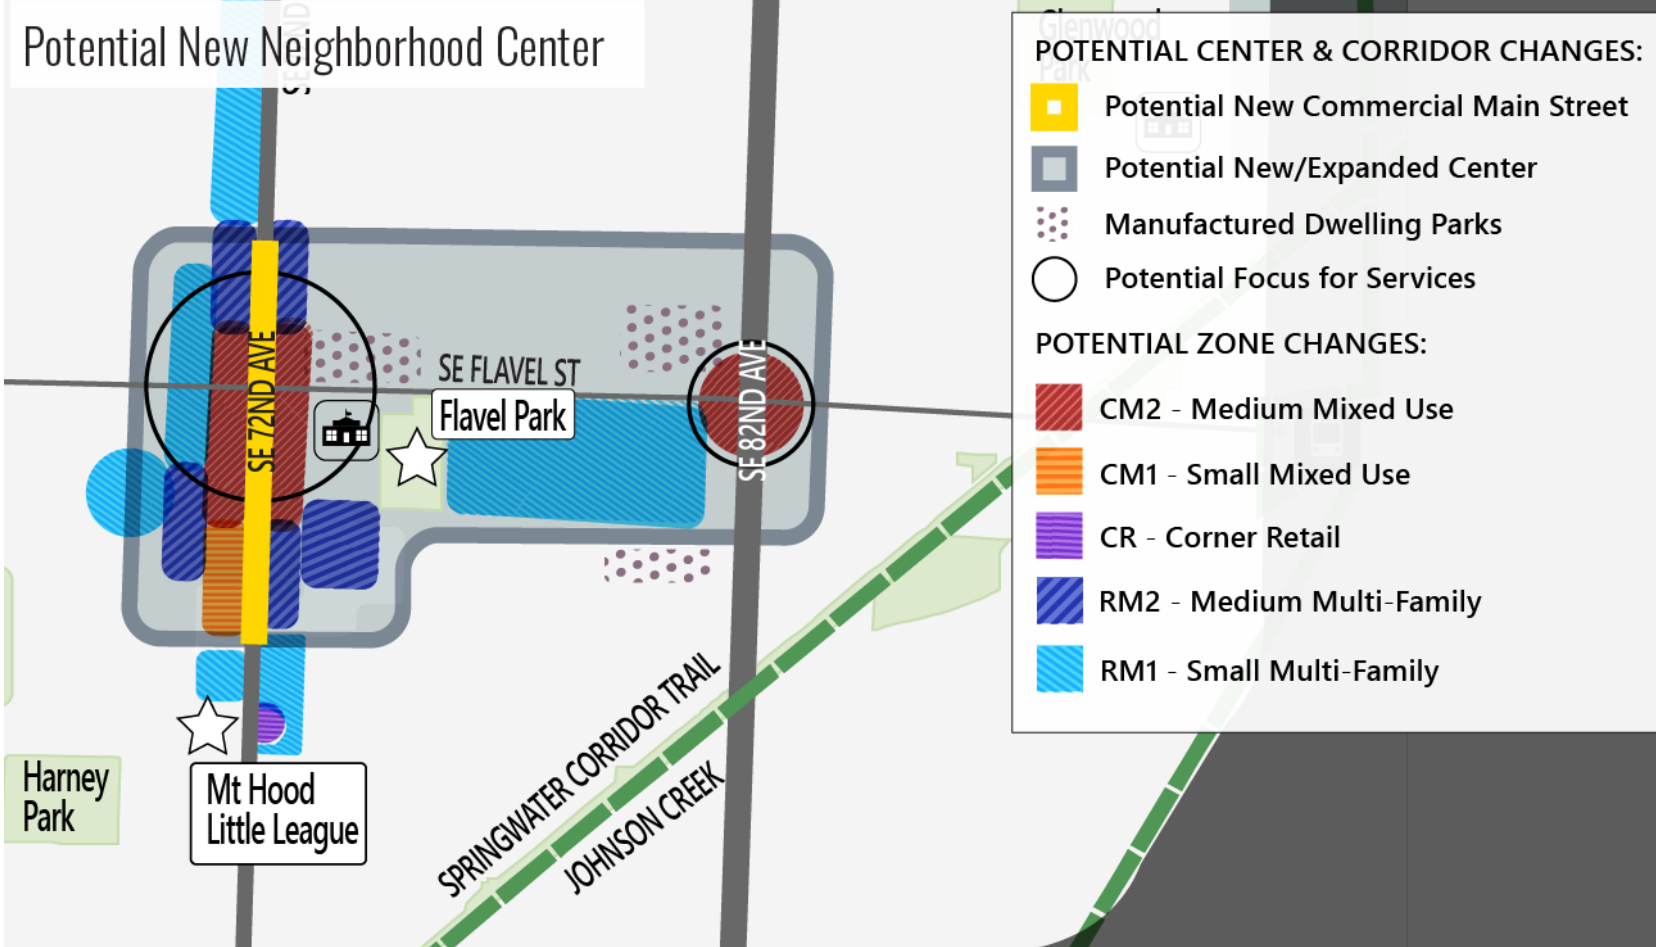 Potential New Neighborhood Center
Glenwood
Park
POTENTIAL CENTER & CORRIDOR CHANGES:
Potential New Commercial Main Street
Potential New/Expanded Center
Manufactured Dwelling Parks
Potential Focus for Services
POTENTIAL ZONE CHANGES:
CM2 - Medium Mixed Use
CM1 - Small Mixed Use
CR - Corner Retail
RM2 - Medium Multi-Family
RM1 - Small Multi-Family
SE FLAVEL ST
Flavel Park
SE 72ND AVE
SE 82ND AVE
SPRINGWATER CORRIDOR TRAIL
JOHNSON CREEK
Harney
Park
Mt Hood
Little League